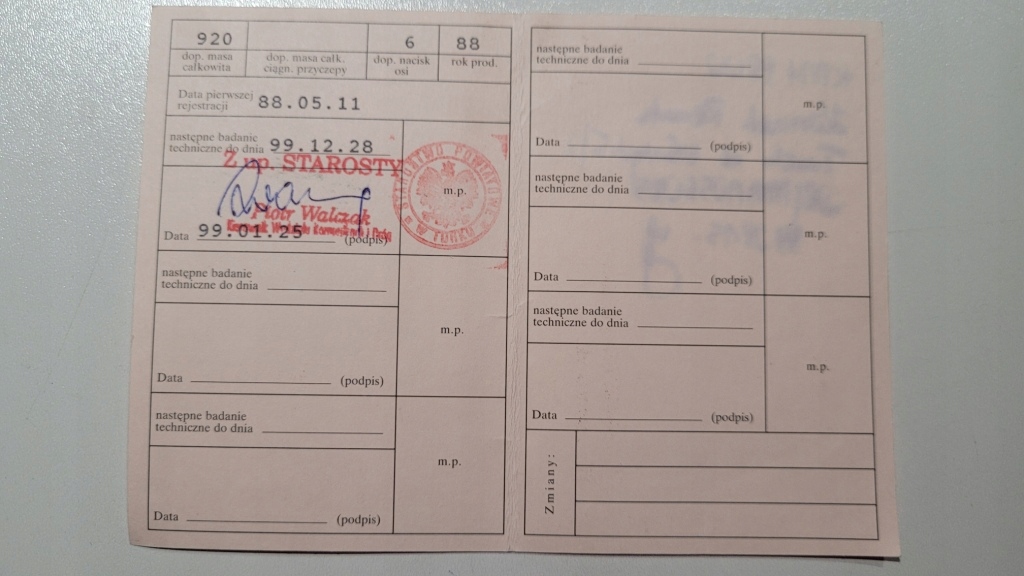 920 6 88
dop. masa całkowita dop. masa całk. ciągn. przyczepy dop. nacisk osi rok prod.
Data pierwszej rejestracji 88.05.11
następne badanie
techniczne do dnia 99.12.28
Z up. STAROSTY
m.p.
STAROSTWO POWIATOWE W TURKU
Piotr Walczak
Data 99.01.25 (podpis)
następne badanie
techniczne do dnia
m.p.
Data (podpis)
następne badanie
techniczne do dnia
m.p.
Data (podpis)
następne badanie
techniczne do dnia
m.p.
Data (podpis)
następne badanie
techniczne do dnia
m.p.
Data (podpis)
następne badanie
techniczne do dnia
m.p.
Data (podpis)
Zmiany: